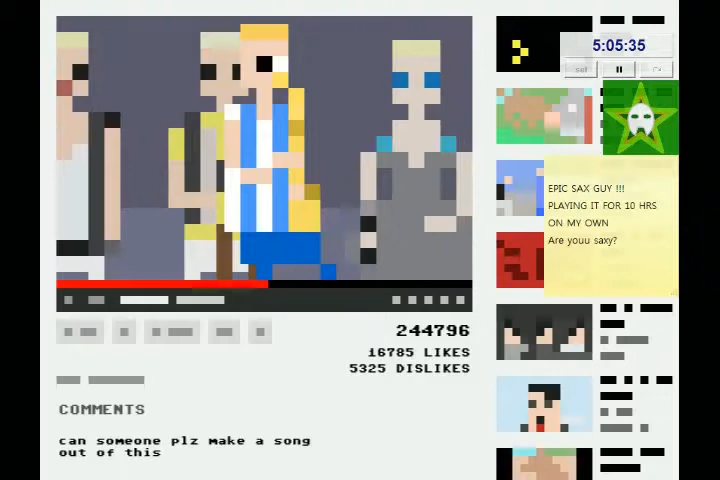 5:05:35
EPIC SAX GUY !!!
PLAYING IT FOR 10 HRS
ON MY OWN
Are youu saxy?
244796
16785 LIKES
5325 DISLIKES
COMMENTS
can someone plz make a song
out of this